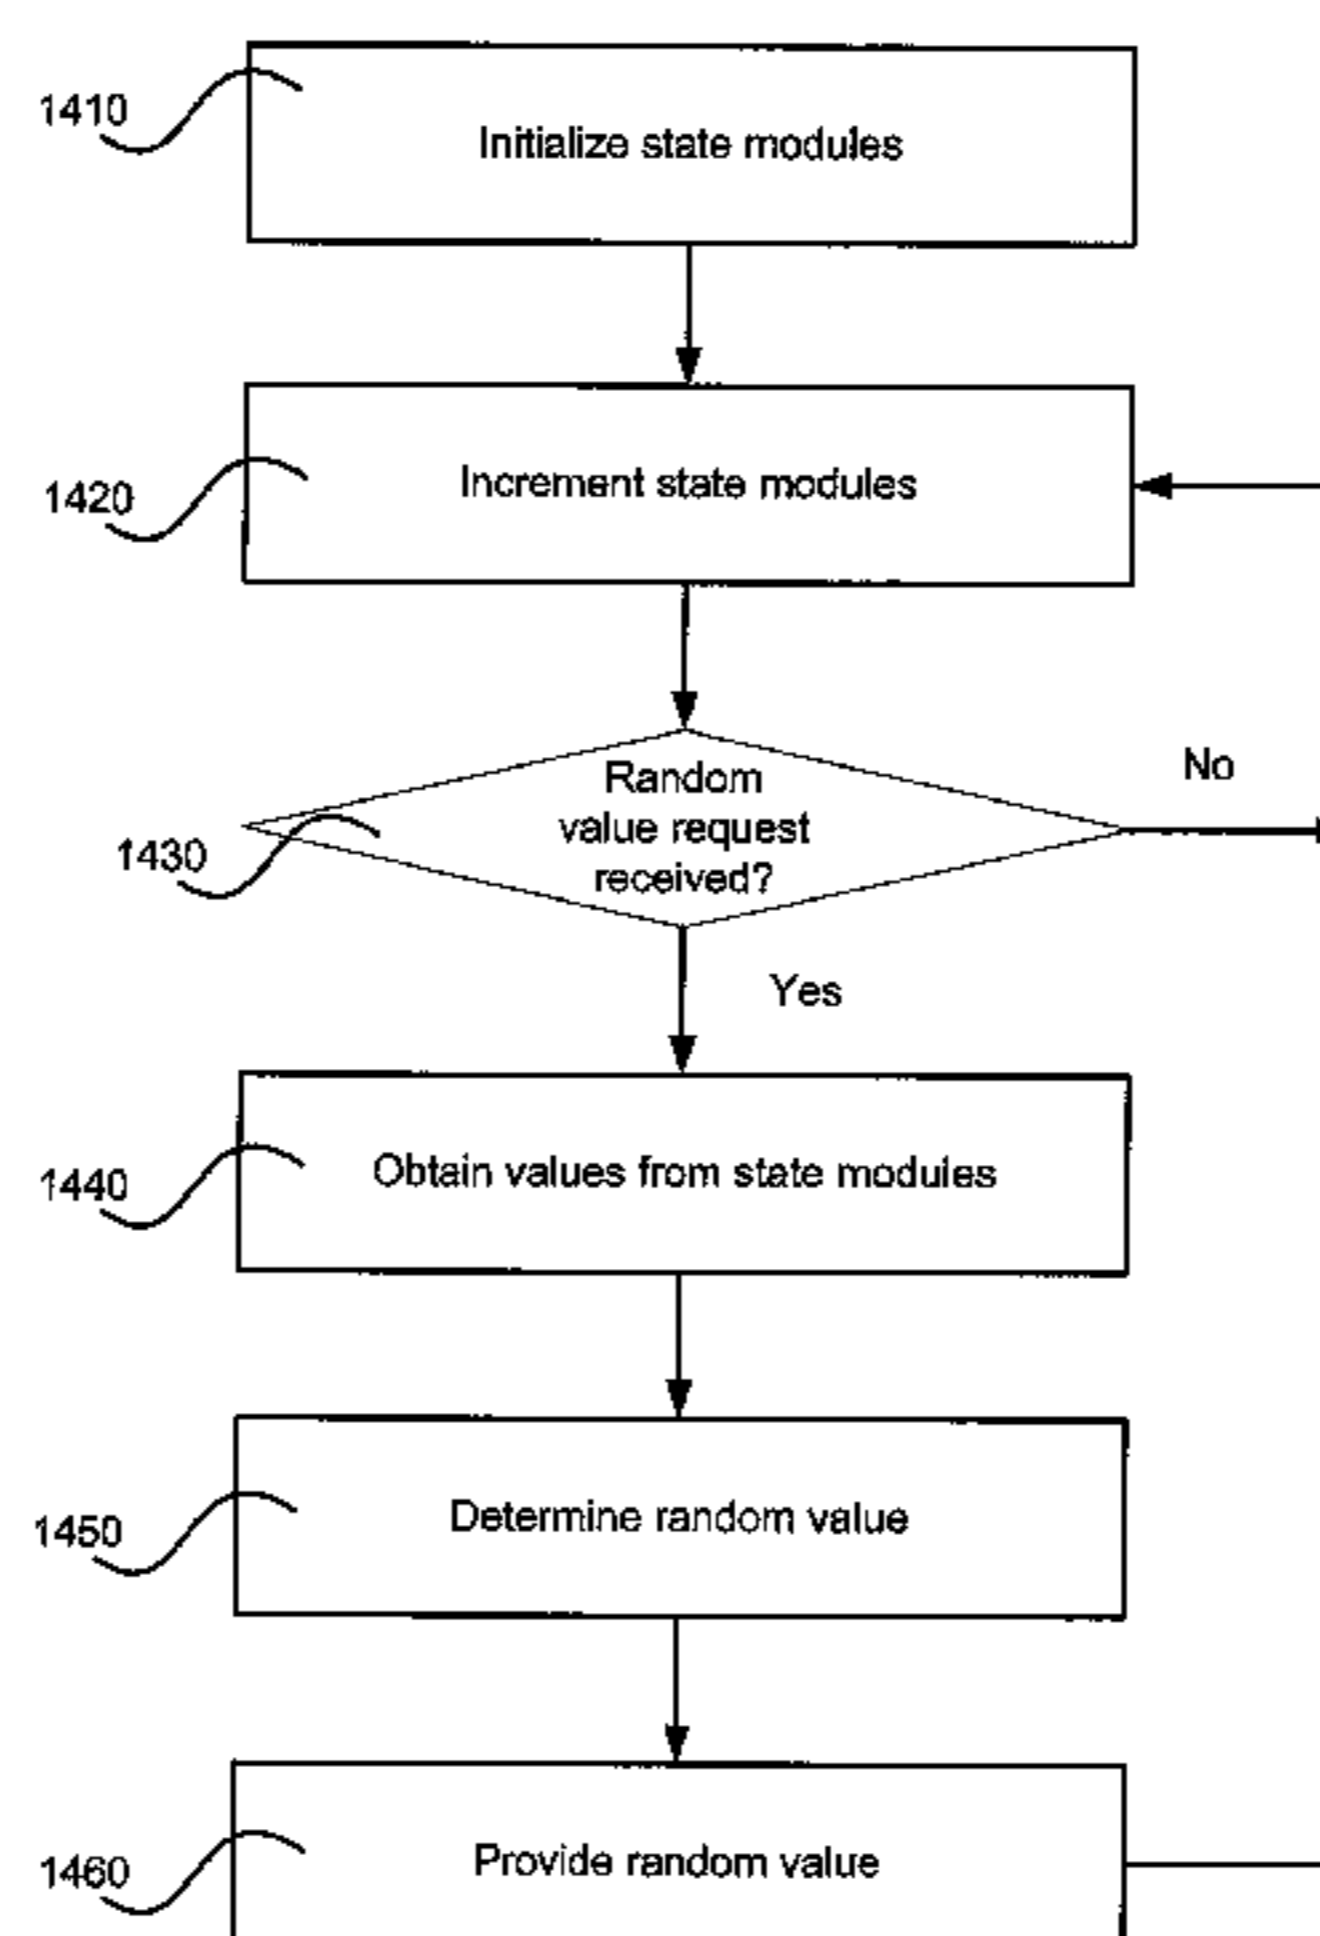 1410
Initialize state modules
1420
Increment state modules
1430
Random
value request
received?
No
Yes
1440
Obtain values from state modules
1450
Determine random value
1460
Provide random value